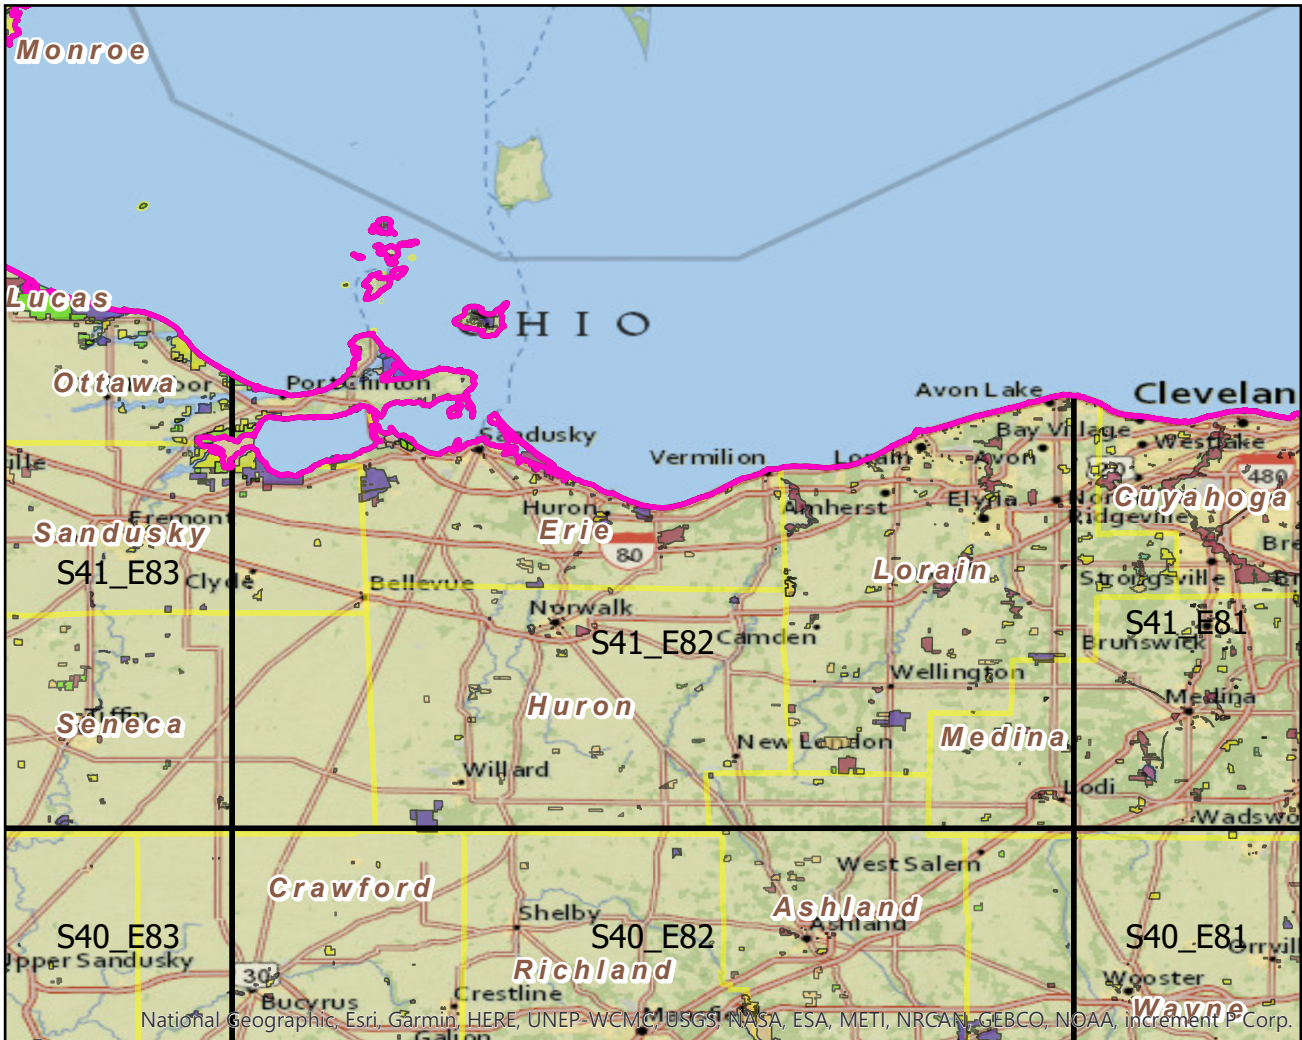 Monroe
OHIO
Lucas
Ottawa
Port Clinton
Avon Lake
Clevelan
Sandusky
Bay Village
Westlake
Vermilion
Lorain
Avon
480
Elyria
Cuyahoga
Amherst
Huron
Erie
Ridgeville
Sandusky
Fremont
80
Lorain
S41_E83
Clyde
Bellevue
Strongsville
Norwalk
S41_E82
Camden
S41_E81
Brunswick
Wellington
Medina
Huron
Seneca
Tiffin
New London
Medina
Willard
Lodi
Wadswo
Crawford
West Salem
Shelby
Ashland
Ashland
S40_E83
S40_E82
S40_E81
Orrvill
Upper Sandusky
Richland
30
Crestline
Wooster
Bucyrus
Wayne
National Geographic, Esri, Garmin, HERE, UNEP-WCMC, USGS, NASA, ESA, METI, NRCAN, GEBCO, NOAA, increment P Corp.
Galion